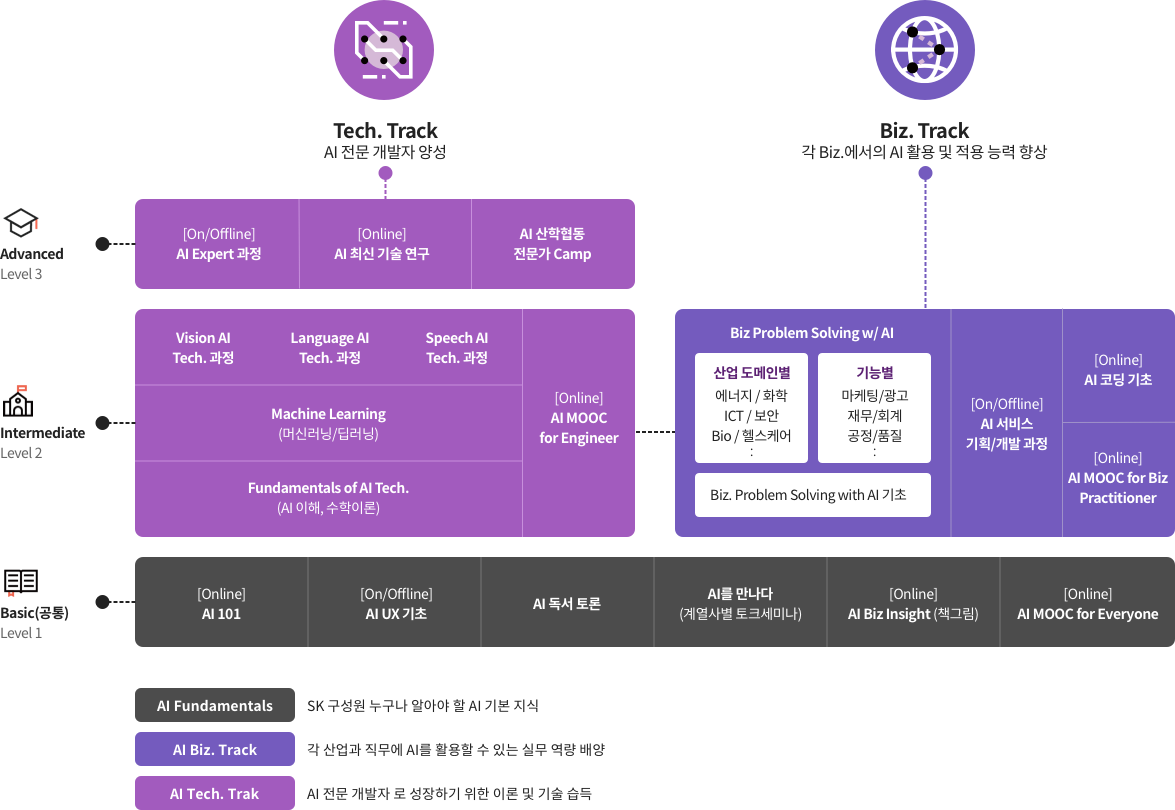 Tech. Track
AI 전문 개발자 양성
Biz. Track
각 Biz.에서의 AI 활용 및 적용 능력 향상
Advanced
Level 3
[On/Offline]
AI Expert 과정
[Online]
AI 최신 기술 연구
AI 산학협동
전문가 Camp
Intermediate
Level 2
Vision AI
Tech. 과정
Language AI
Tech. 과정
Speech AI
Tech. 과정
Machine Learning
(머신러닝/딥러닝)
Fundamentals of AI Tech.
(AI 이해, 수학이론)
[Online]
AI MOOC
for Engineer
Biz Problem Solving w/ AI
산업 도메인별
에너지 / 화학
ICT / 보안
Bio / 헬스케어
:
기능별
마케팅/광고
재무/회계
공정/품질
:
Biz. Problem Solving with AI 기초
[On/Offline]
AI 서비스
기획/개발 과정
[Online]
AI 코딩 기초
[Online]
AI MOOC for Biz
Practitioner
Basic(공통)
Level 1
[Online]
AI 101
[On/Offline]
AI UX 기초
AI 독서 토론
AI를 만나다
(계열사별 토크세미나)
[Online]
AI Biz Insight (책그림)
[Online]
AI MOOC for Everyone
AI Fundamentals
SK 구성원 누구나 알아야 할 AI 기본 지식
AI Biz. Track
각 산업과 직무에 AI를 활용할 수 있는 실무 역량 배양
AI Tech. Trak
AI 전문 개발자 로 성장하기 위한 이론 및 기술 습득